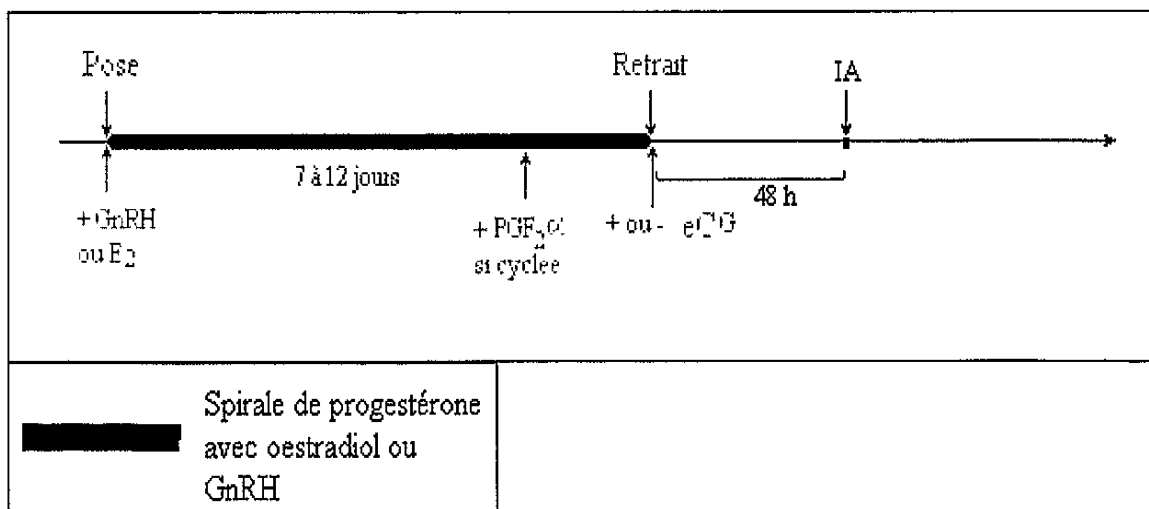 Pose
Retrait
IA
7 à 12 jours
48 h
+ GnRH
ou E2
+ PGF2α
si cyclée
+ ou - eCG
Spirale de progestérone
avec oestradiol ou
GnRH